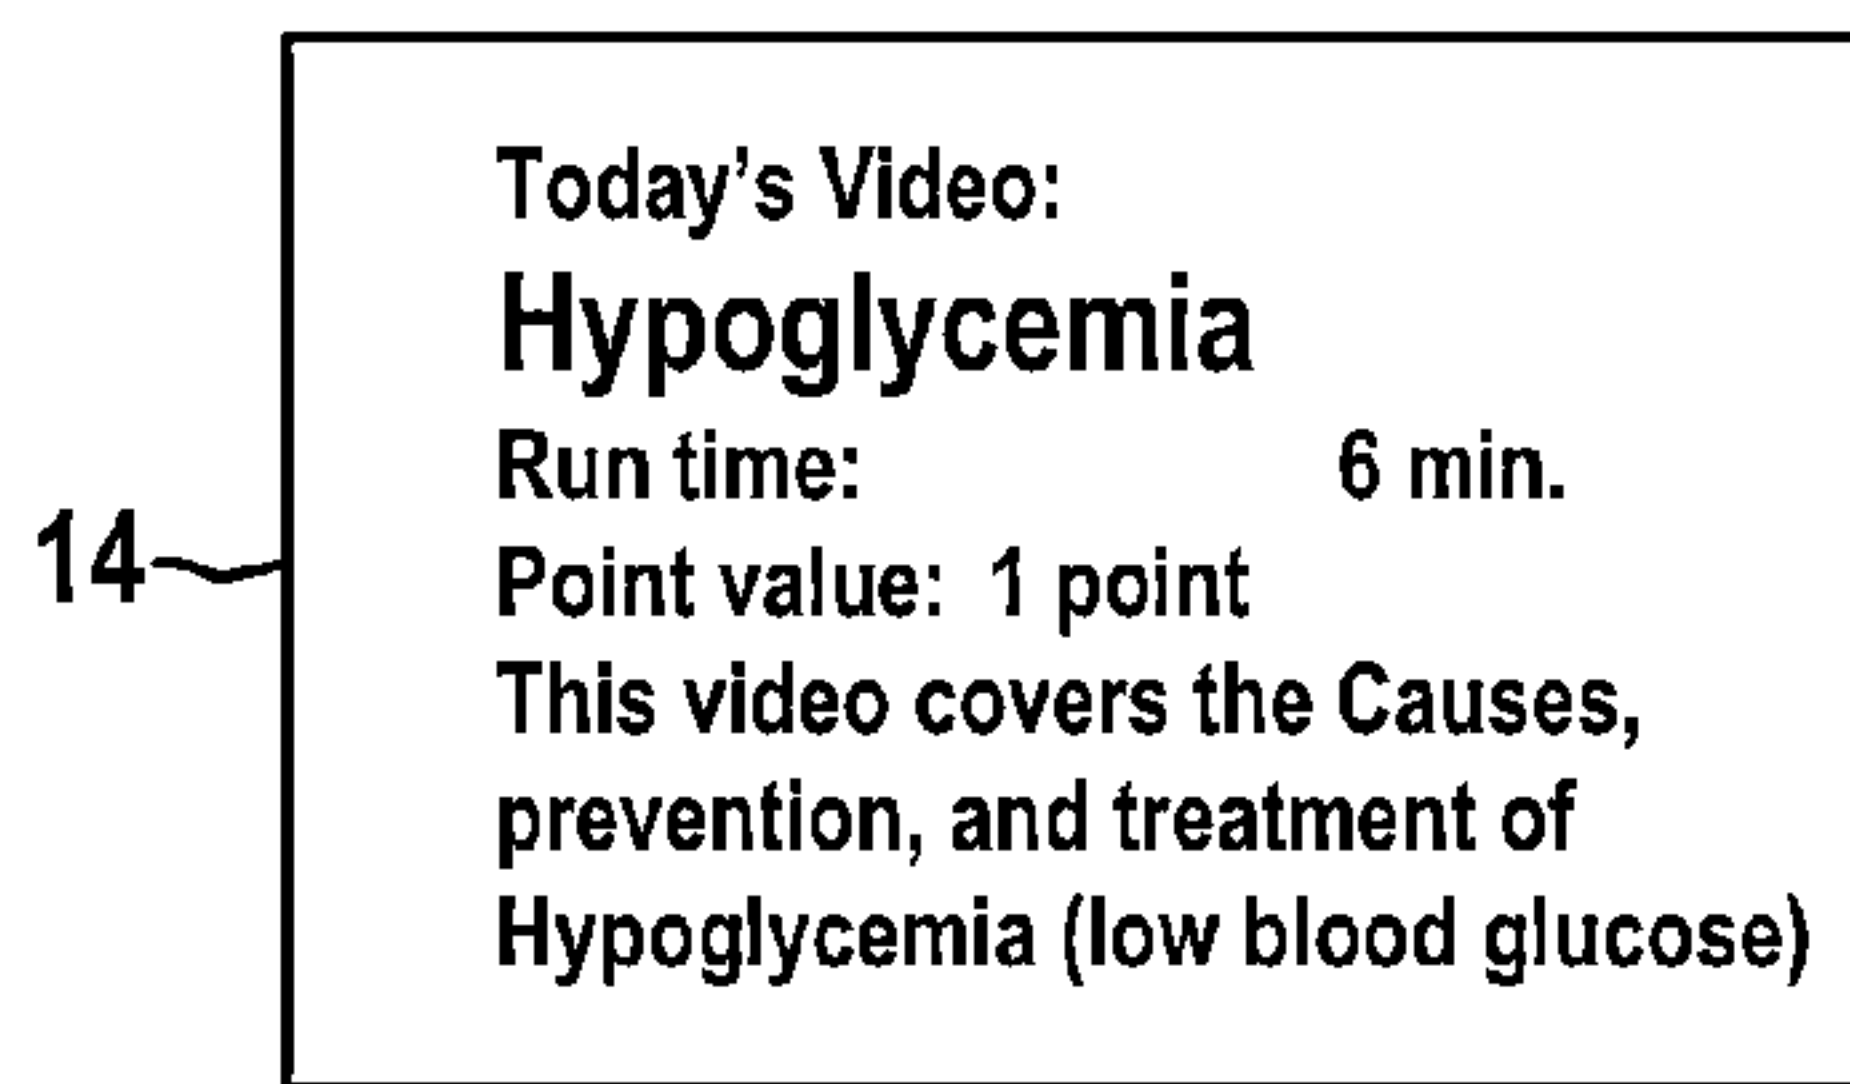 Today's Video:
Hypoglycemia
Run time: 6 min.
14
Point value: 1 point
This video covers the Causes,
prevention, and treatment of
Hypoglycemia (low blood glucose)